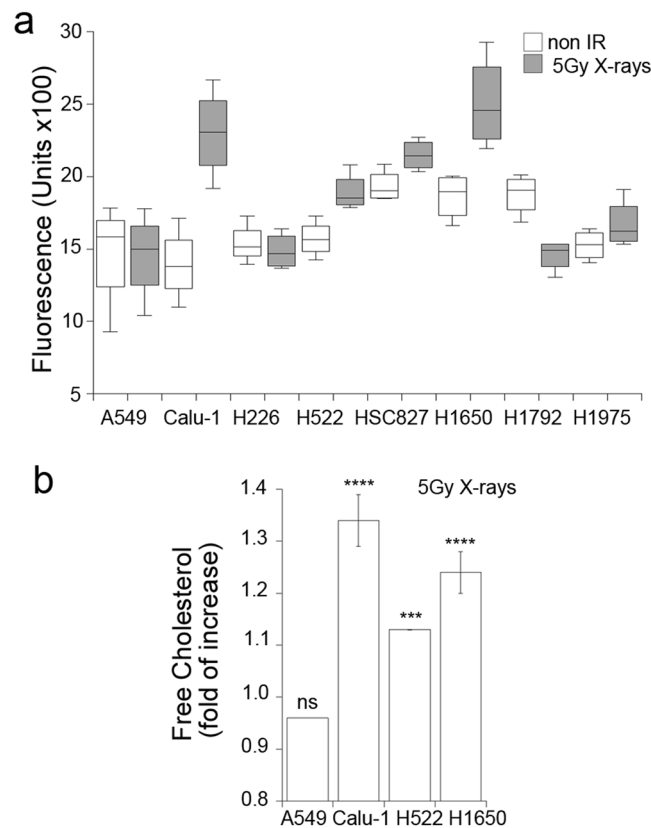 a
Fluorescence (Units x100)
30
25
20
15
10
5
non IR
5Gy X-rays
A549 Calu-1 H226 H522 HSC827 H1650 H1792 H1975
b
Free Cholesterol
(fold of increase)
1.4
1.3
1.2
1.1
1.0
0.9
0.8
5Gy X-rays
ns
****
***
****
A549 Calu-1 H522 H1650